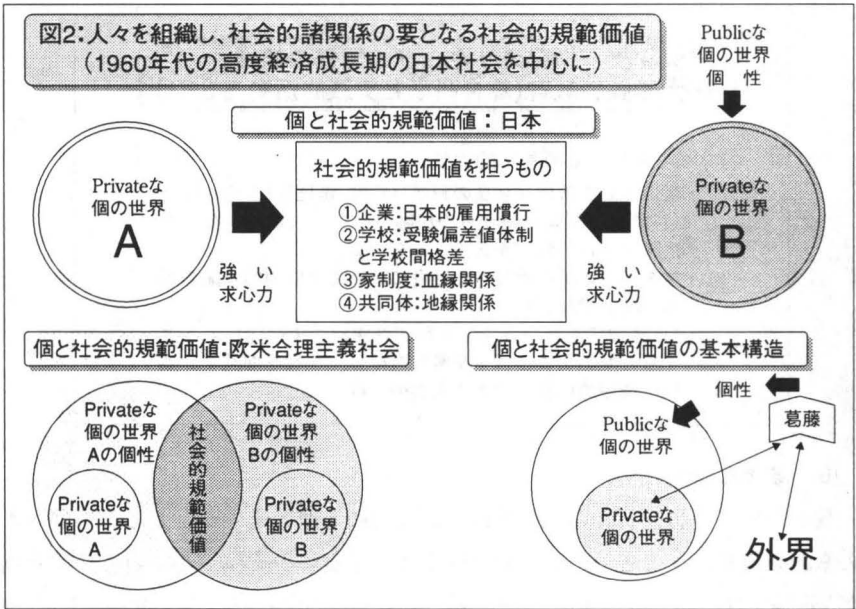 図2:人々を組織し、社会的諸関係の要となる社会的規範価値
(1960年代の高度経済成長期の日本社会を中心に)
Publicな
個の世界
個 性
個と社会的規範価値：日本
Privateな
個の世界
A
強 い
求心力
社会的規範価値を担うもの
①企業:日本的雇用慣行
②学校:受験偏差値体制
と学校間格差
③家制度:血縁関係
④共同体:地縁関係
Privateな
個の世界
B
強 い
求心力
個と社会的規範価値:欧米合理主義社会
Privateな
個の世界
Aの個性
Privateな
個の世界
A
社会的規範価値
Privateな
個の世界
Bの個性
Privateな
個の世界
B
個と社会的規範価値の基本構造
個性
葛藤
Publicな
個の世界
Privateな
個の世界
外界